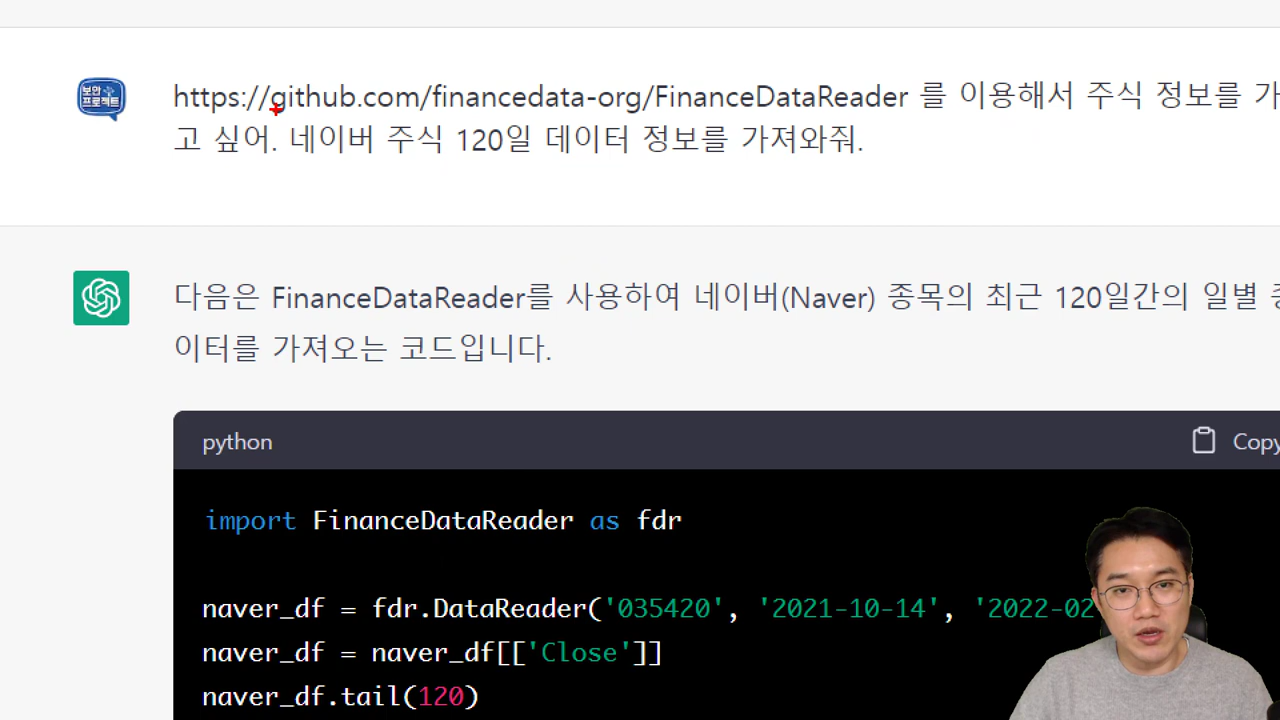 보안
프로젝트
https://github.com/financedata-org/FinanceDataReader 를 이용해서 주식 정보를 가
고 싶어. 네이버 주식 120일 데이터 정보를 가져와줘.
다음은 FinanceDataReader를 사용하여 네이버(Naver) 종목의 최근 120일간의 일별
이터를 가져오는 코드입니다.
python
Copy
import FinanceDataReader as fdr
naver_df = fdr.DataReader('035420', '2021-10-14', '2022-02
naver_df = naver_df[['Close']]
naver_df.tail(120)